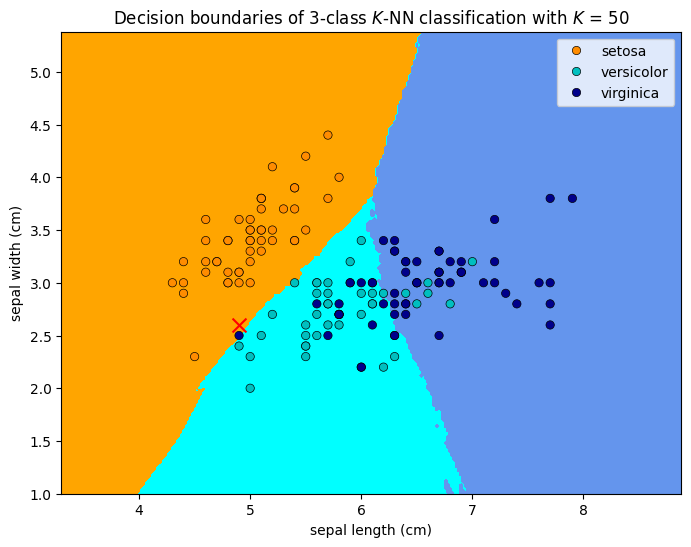 Decision boundaries of 3-class K-NN classification with K = 50
setosa
versicolor
virginica
sepal width (cm)
5.0
4.5
4.0
3.5
3.0
2.5
2.0
1.5
1.0
4 5 6 7 8
sepal length (cm)